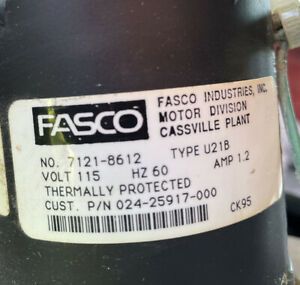 FASCO
FASCO INDUSTRIES, INC.
MOTOR DIVISION
CASSVILLE PLANT
NO. 7121-8612 TYPE U21B
VOLT 115 HZ 60 AMP 1.2
THERMALLY PROTECTED
CUST. P/N 024-25917-000
CK95